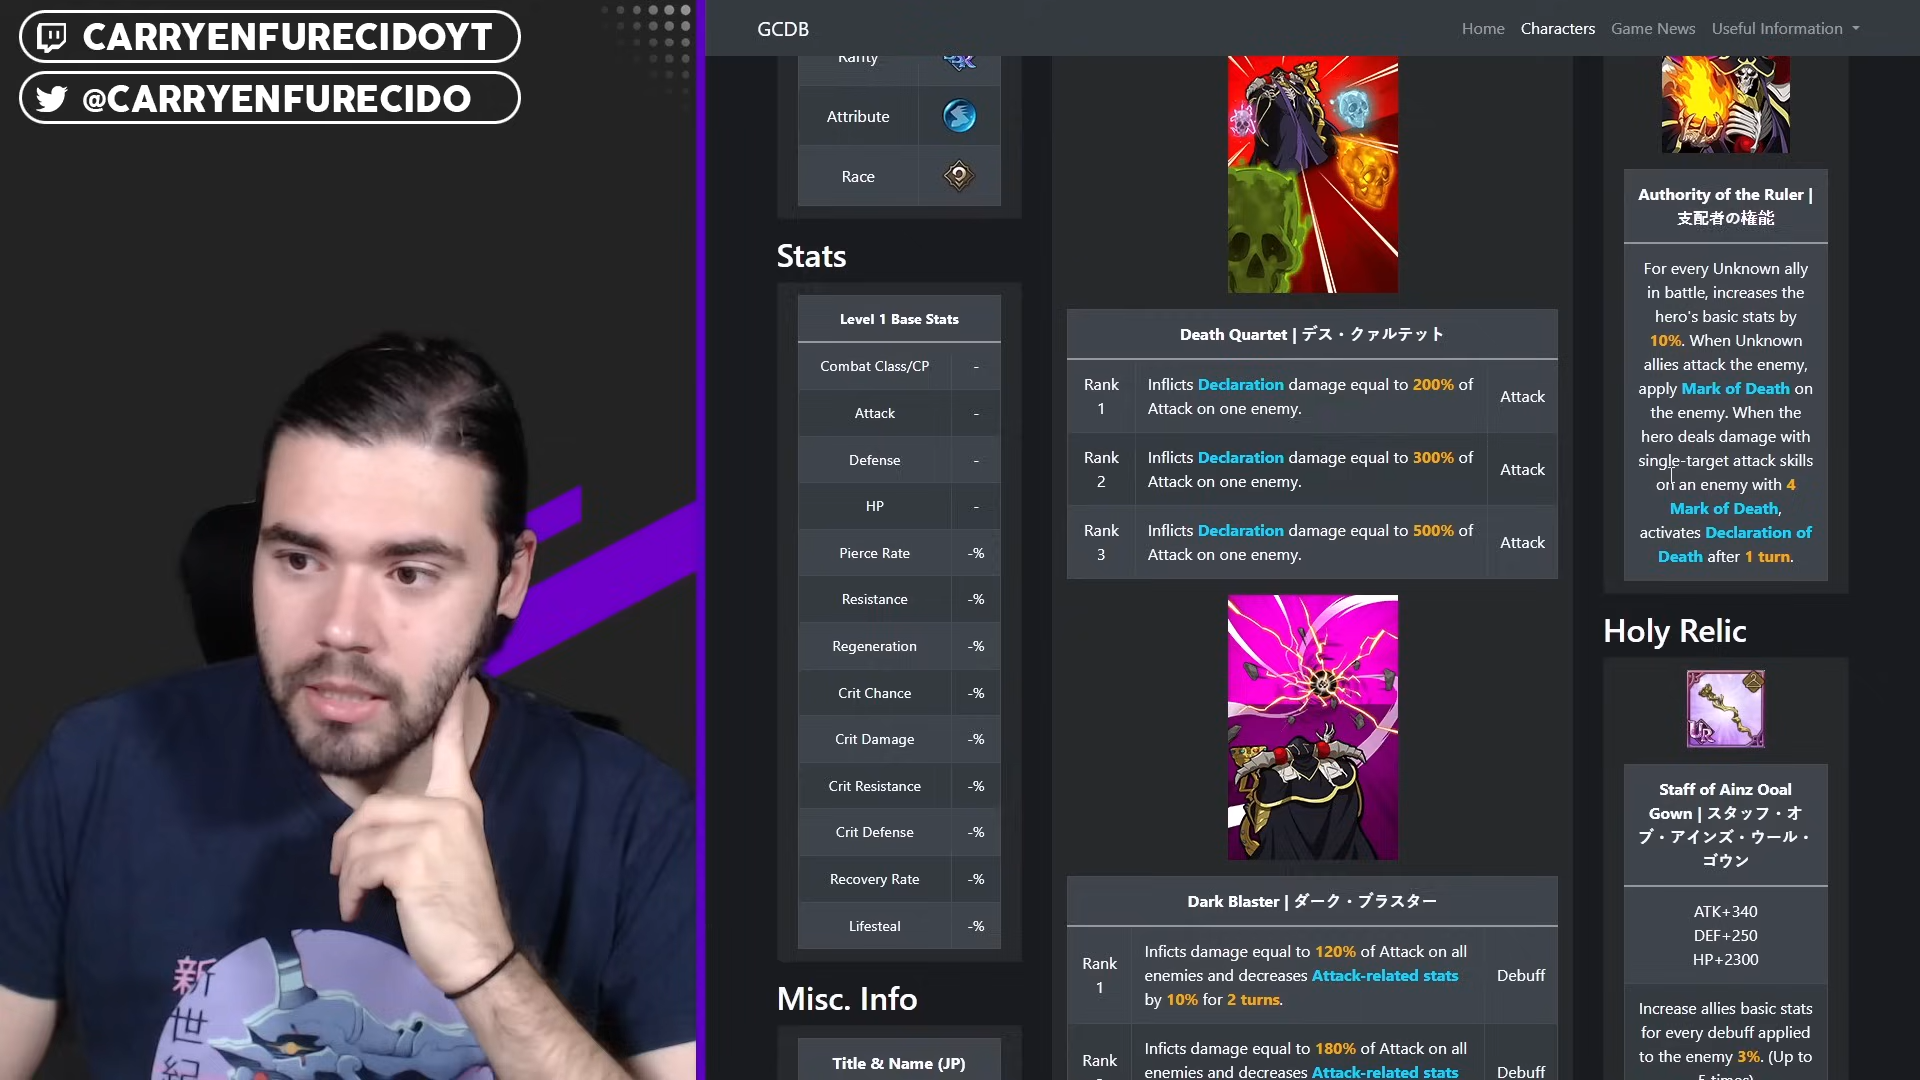 CARRYENFURECIDOYT
@CARRYENFURECIDO
GCDB
Home
Characters
Game News
Useful Information
Rarity
Attribute
Race
Stats
Level 1 Base Stats
Combat Class/CP -
Attack -
Defense -
HP -
Pierce Rate -%
Resistance -%
Regeneration -%
Crit Chance -%
Crit Damage -%
Crit Resistance -%
Crit Defense -%
Recovery Rate -%
Lifesteal -%
Misc. Info
Title & Name (JP)
Death Quartet | デス・クァルテット
Rank
1
Inflicts Declaration damage equal to 200% of
Attack on one enemy.
Attack
Rank
2
Inflicts Declaration damage equal to 300% of
Attack on one enemy.
Attack
Rank
3
Inflicts Declaration damage equal to 500% of
Attack on one enemy.
Attack
Dark Blaster | ダーク・ブラスター
Rank
1
Inficts damage equal to 120% of Attack on all
enemies and decreases Attack-related stats
by 10% for 2 turns.
Debuff
Rank
Inficts damage equal to 180% of Attack on all
enemies and decreases Attack-related stats
Debuff
Authority of the Ruler |
支配者の権能
For every Unknown ally
in battle, increases the
hero's basic stats by
10%. When Unknown
allies attack the enemy,
apply Mark of Death on
the enemy. When the
hero deals damage with
single-target attack skills
on an enemy with 4
Mark of Death,
activates Declaration of
Death after 1 turn.
Holy Relic
UR
Staff of Ainz Ooal
Gown | スタッフ・オ
ブ・アインズ・ウール・
ゴウン
ATK+340
DEF+250
HP+2300
Increase allies basic stats
for every debuff applied
to the enemy 3%. (Up to
5 times)
新
世
紀